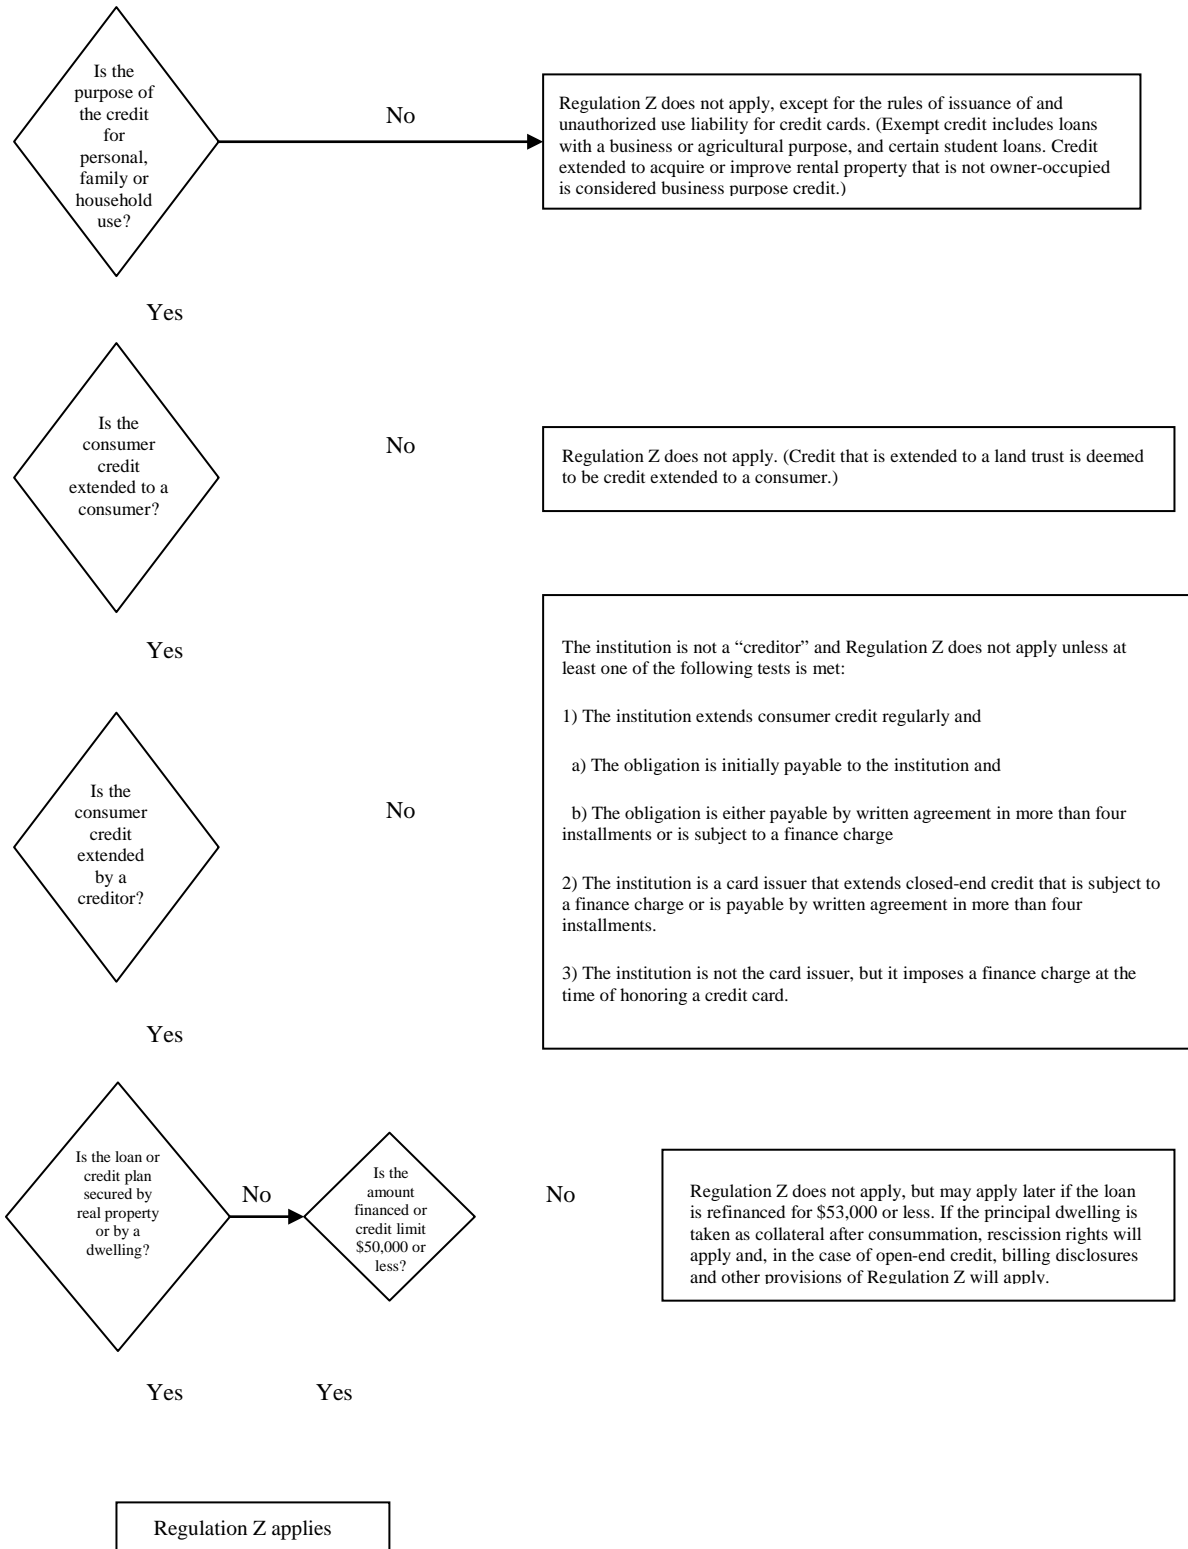 Is the
purpose of
the credit
for
personal,
family or
household
use?
No
Regulation Z does not apply, except for the rules of issuance of and
unauthorized use liability for credit cards. (Exempt credit includes loans
with a business or agricultural purpose, and certain student loans. Credit
extended to acquire or improve rental property that is not owner-occupied
is considered business purpose credit.)
Yes
Is the
consumer
credit
extended to a
consumer?
No
Regulation Z does not apply. (Credit that is extended to a land trust is deemed
to be credit extended to a consumer.)
Yes
Is the
consumer
credit
extended
by a
creditor?
No
The institution is not a “creditor” and Regulation Z does not apply unless at
least one of the following tests is met:
1) The institution extends consumer credit regularly and
a) The obligation is initially payable to the institution and
b) The obligation is either payable by written agreement in more than four
installments or is subject to a finance charge
2) The institution is a card issuer that extends closed-end credit that is subject to
a finance charge or is payable by written agreement in more than four
installments.
3) The institution is not the card issuer, but it imposes a finance charge at the
time of honoring a credit card.
Yes
Is the loan or
credit plan
secured by
real property
or by a
dwelling?
No
Is the
amount
financed or
credit limit
$50,000 or
less?
No
Regulation Z does not apply, but may apply later if the loan
is refinanced for $53,000 or less. If the principal dwelling is
taken as collateral after consummation, rescission rights will
apply and, in the case of open-end credit, billing disclosures
and other provisions of Regulation Z will apply.
Yes
Yes
Regulation Z applies